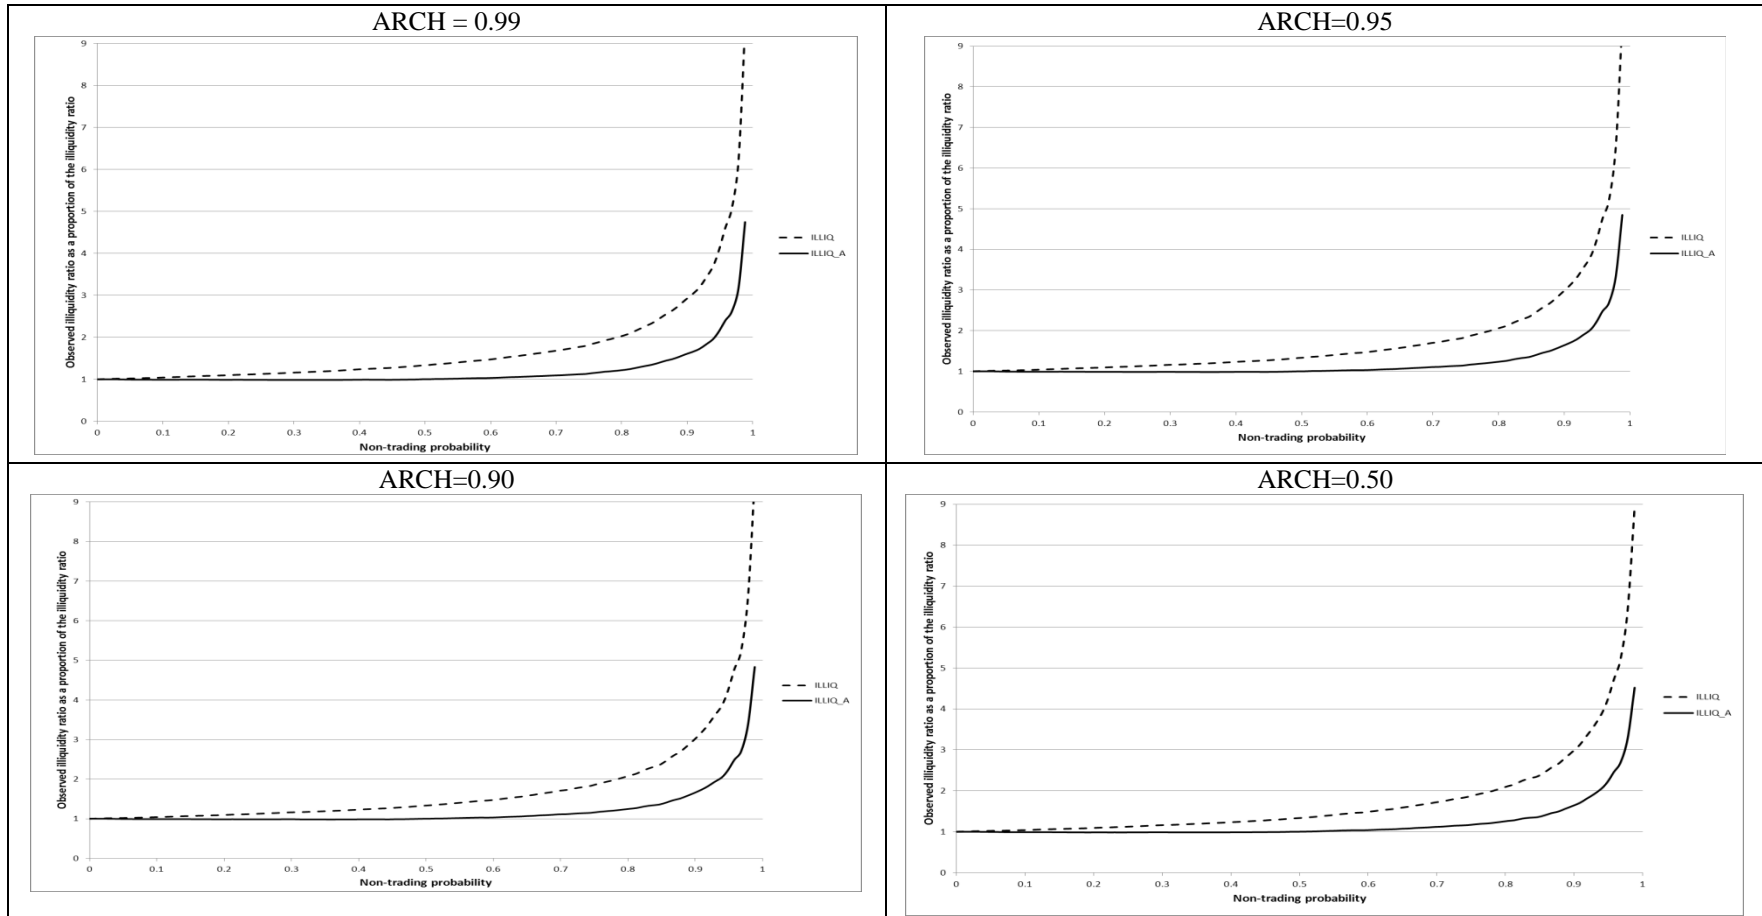 ARCH = 0.99
Observed illiquidity ratio as a proportion of the illiquidity ratio
9
8
7
6
5
4
3
2
1
0
0 0.1 0.2 0.3 0.4 0.5 0.6 0.7 0.8 0.9 1
Non-trading probability
ILLIQ
ILLIQ_A
ARCH=0.95
Observed illiquidity ratio as a proportion of the illiquidity ratio
9
8
7
6
5
4
3
2
1
0
0 0.1 0.2 0.3 0.4 0.5 0.6 0.7 0.8 0.9 1
Non-trading probability
ILLIQ
ILLIQ_A
ARCH=0.90
Observed illiquidity ratio as a proportion of the illiquidity ratio
9
8
7
6
5
4
3
2
1
0
0 0.1 0.2 0.3 0.4 0.5 0.6 0.7 0.8 0.9 1
Non-trading probability
ILLIQ
ILLIQ_A
ARCH=0.50
Observed illiquidity ratio as a proportion of the illiquidity ratio
9
8
7
6
5
4
3
2
1
0
0 0.1 0.2 0.3 0.4 0.5 0.6 0.7 0.8 0.9 1
Non-trading probability
ILLIQ
ILLIQ_A